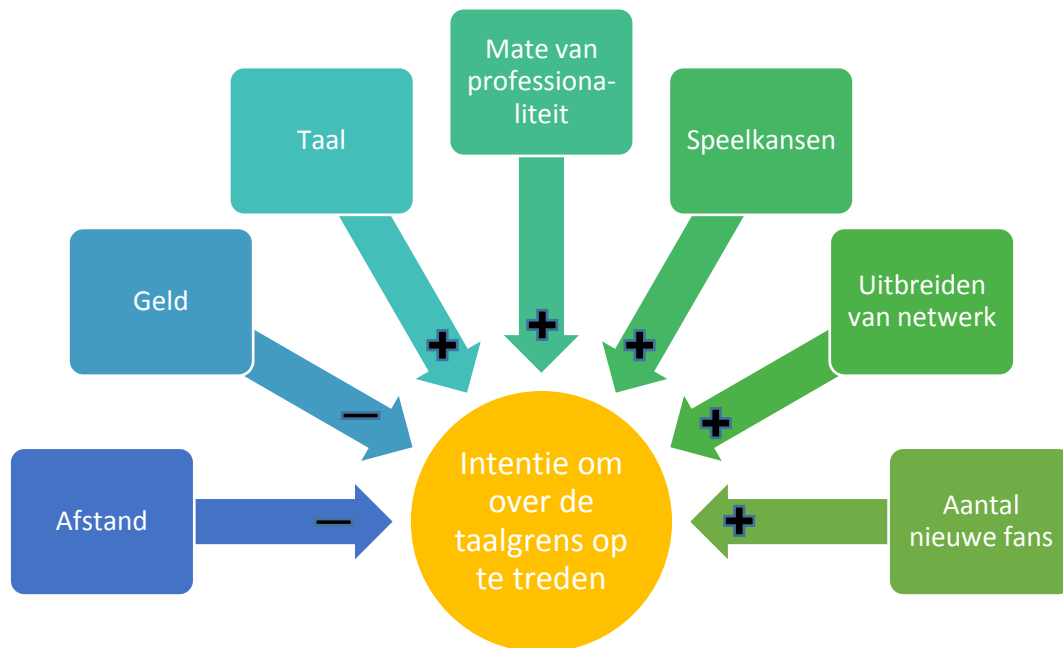 Mate van
professiona-
liteit
Taal
Speelkansen
Geld
Uitbreiden
van netwerk
Afstand
Intentie om
over de
taalgrens op
te treden
Aantal
nieuwe fans
+
+
+
+
+
—
—